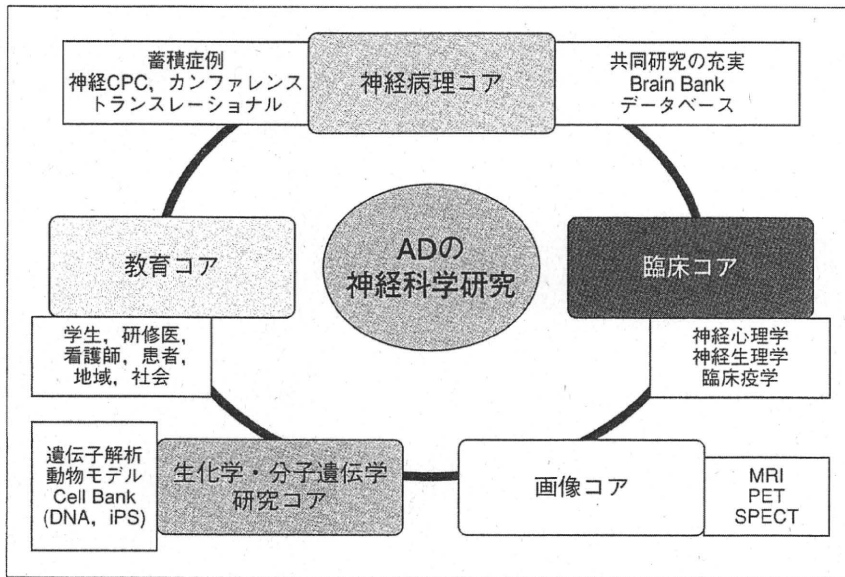 蓄積症例
神経CPC，カンファレンス
トランスレーショナル
神経病理コア
共同研究の充実
Brain Bank
データベース
教育コア
ADの
神経科学研究
臨床コア
学生，研修医，
看護師，患者，
地域，社会
神経心理学
神経生理学
臨床疫学
遺伝子解析
動物モデル
Cell Bank
(DNA，iPS)
生化学・分子遺伝学
研究コア
画像コア
MRI
PET
SPECT